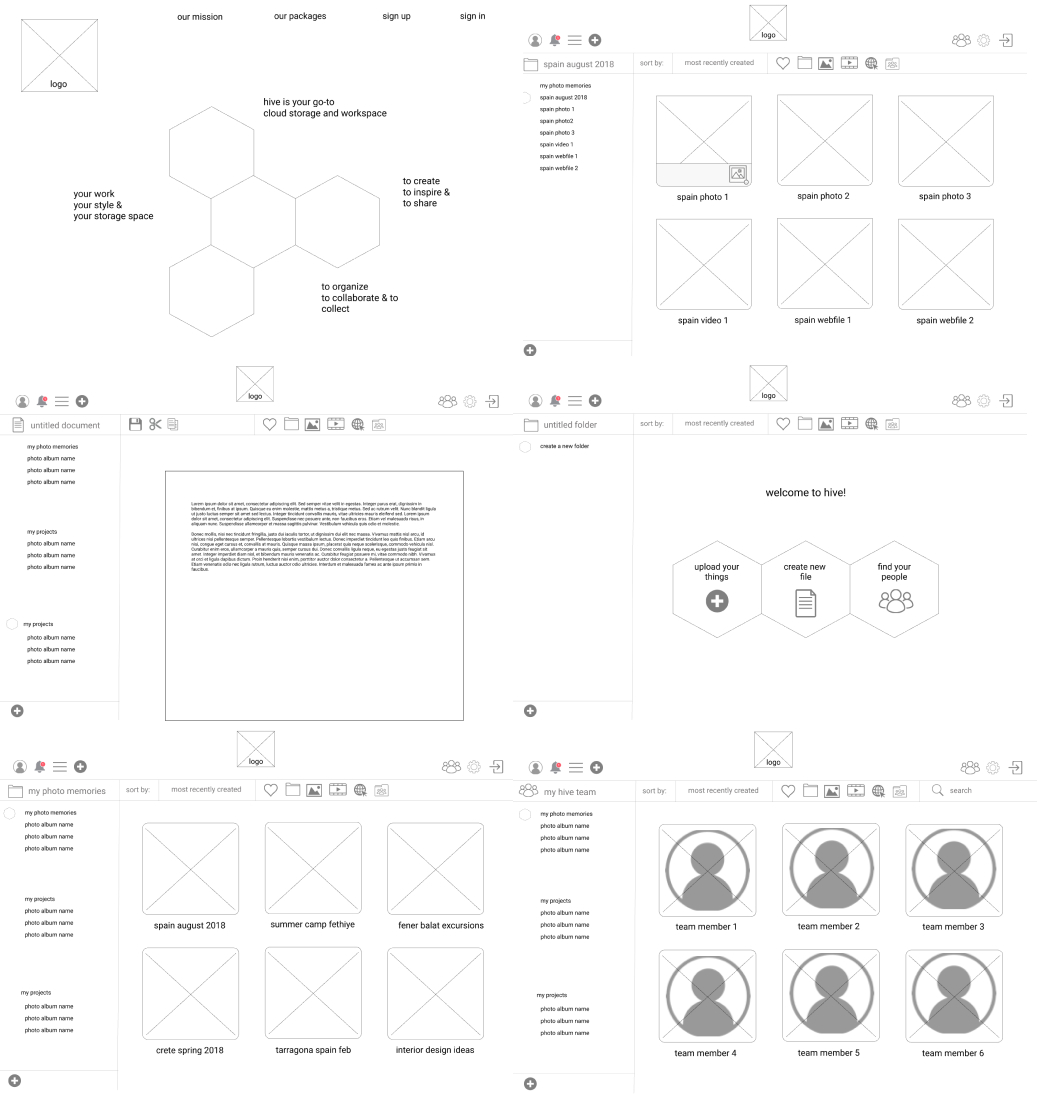 our mission
our packages
sign up
sign in
logo
hive is your go-to
cloud storage and workspace
your work
your style &
your storage space
to create
to inspire &
to share
to organize
to collaborate & to
collect
logo
spain august 2018
sort by:
most recently created
my photo memories
spain august 2018
spain photo 1
spain photo2
spain photo 3
spain video 1
spain webfile 1
spain webfile 2
spain photo 1
spain photo 2
spain photo 3
spain video 1
spain webfile 1
spain webfile 2
logo
untitled document
my photo memories
photo album name
photo album name
photo album name
my projects
photo album name
photo album name
photo album name
my projects
photo album name
photo album name
photo album name
logo
untitled folder
sort by:
most recently created
create a new folder
welcome to hive!
upload your
things
create new
file
find your
people
logo
my photo memories
sort by:
most recently created
my photo memories
photo album name
photo album name
photo album name
my projects
photo album name
photo album name
photo album name
my projects
photo album name
photo album name
photo album name
spain august 2018
summer camp fethiye
fener balat excursions
crete spring 2018
tarragona spain feb
interior design ideas
logo
my hive team
sort by:
most recently created
search
my photo memories
photo album name
photo album name
photo album name
my projects
photo album name
photo album name
photo album name
my projects
photo album name
photo album name
photo album name
team member 1
team member 2
team member 3
team member 4
team member 5
team member 6